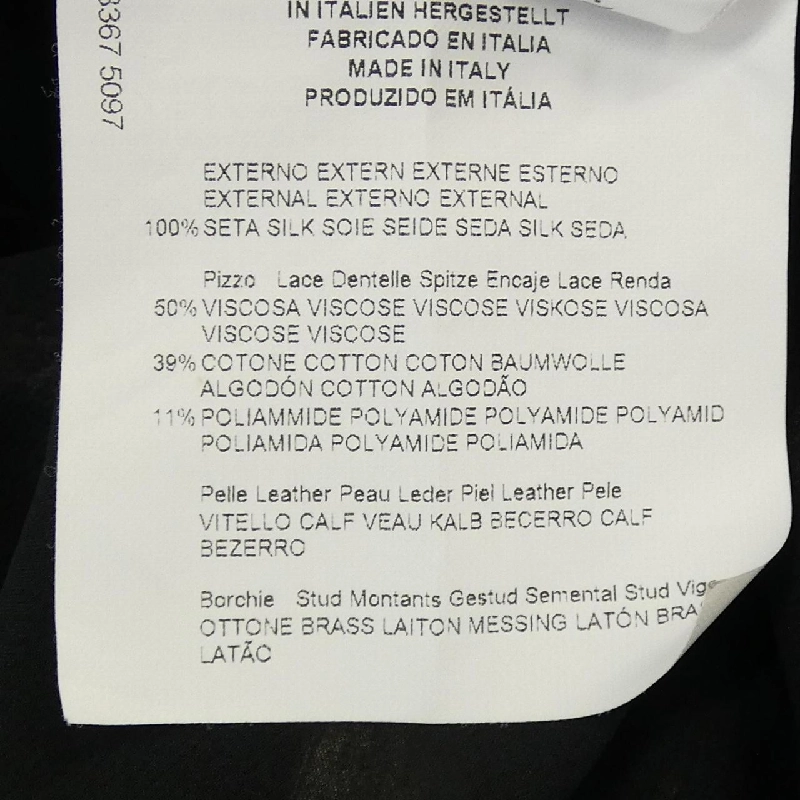 IN ITALIEN HERGESTELLT
FABRICADO EN ITALIA
MADE IN ITALY
PRODUZIDO EM ITÁLIA
EXTERNO EXTERN EXTERNE ESTERNO
EXTERNAL EXTERNO EXTERNAL
100% SETA SILK SOIE SEIDE SEDA SILK SEDA
Pizzo Lace Dentelle Spitze Encaje Lace Renda
50% VISCOSA VISCOSE VISCOSE VISKOSE VISCOSA
VISCOSE VISCOSE
39% COTONE COTTON COTON BAUMWOLLE
ALGODÓN COTTON ALGODÃO
11% POLIAMMIDE POLYAMIDE POLYAMIDE POLYAMID
POLIAMIDA POLYAMIDE POLIAMIDA
Pelle Leather Peau Leder Piel Leather Pele
VITELLO CALF VEAU KALB BECERRO CALF
BEZERRO
Borchie Stud Montants Gestud Semental Stud
OTTONE BRASS LAITON MESSING LATÓN
LATÃO
5097